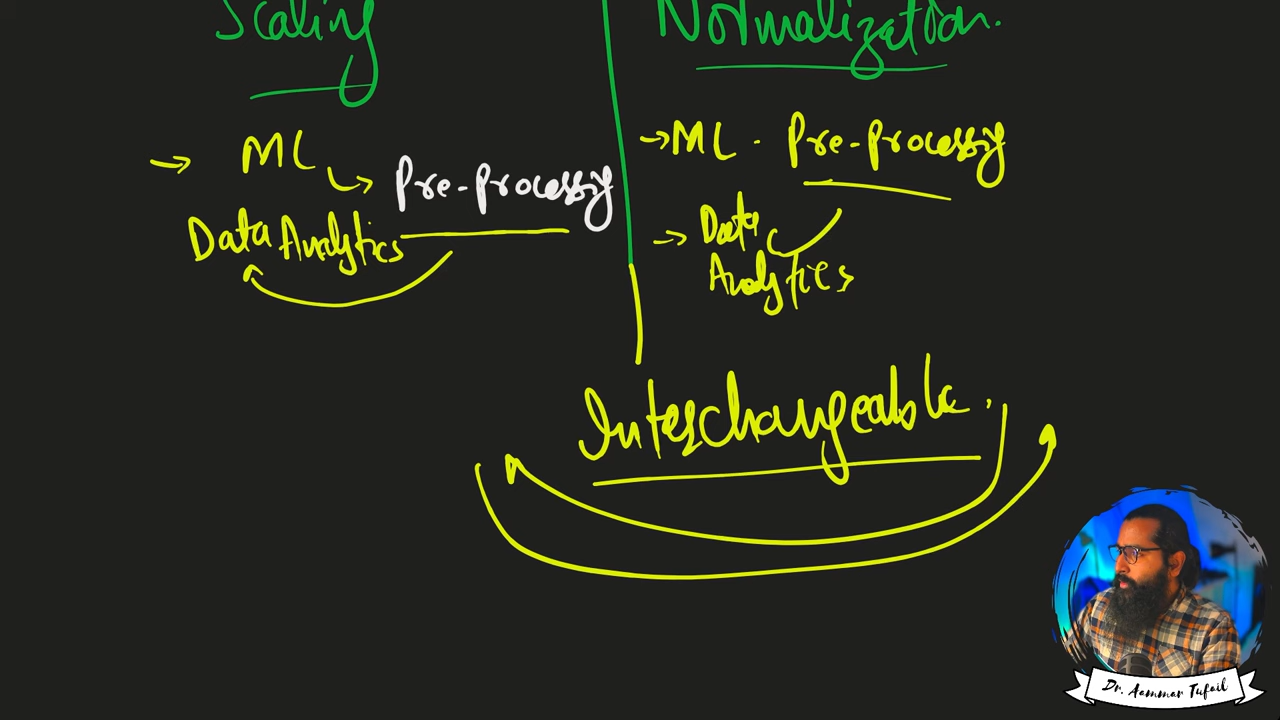 Scaling
Normalization.
→ ML
↳ Pre-processing
Data Analytics
→ ML - Pre-processing
→ Data
Analytics
Interchangeable.
Dr. Aammar Tufail